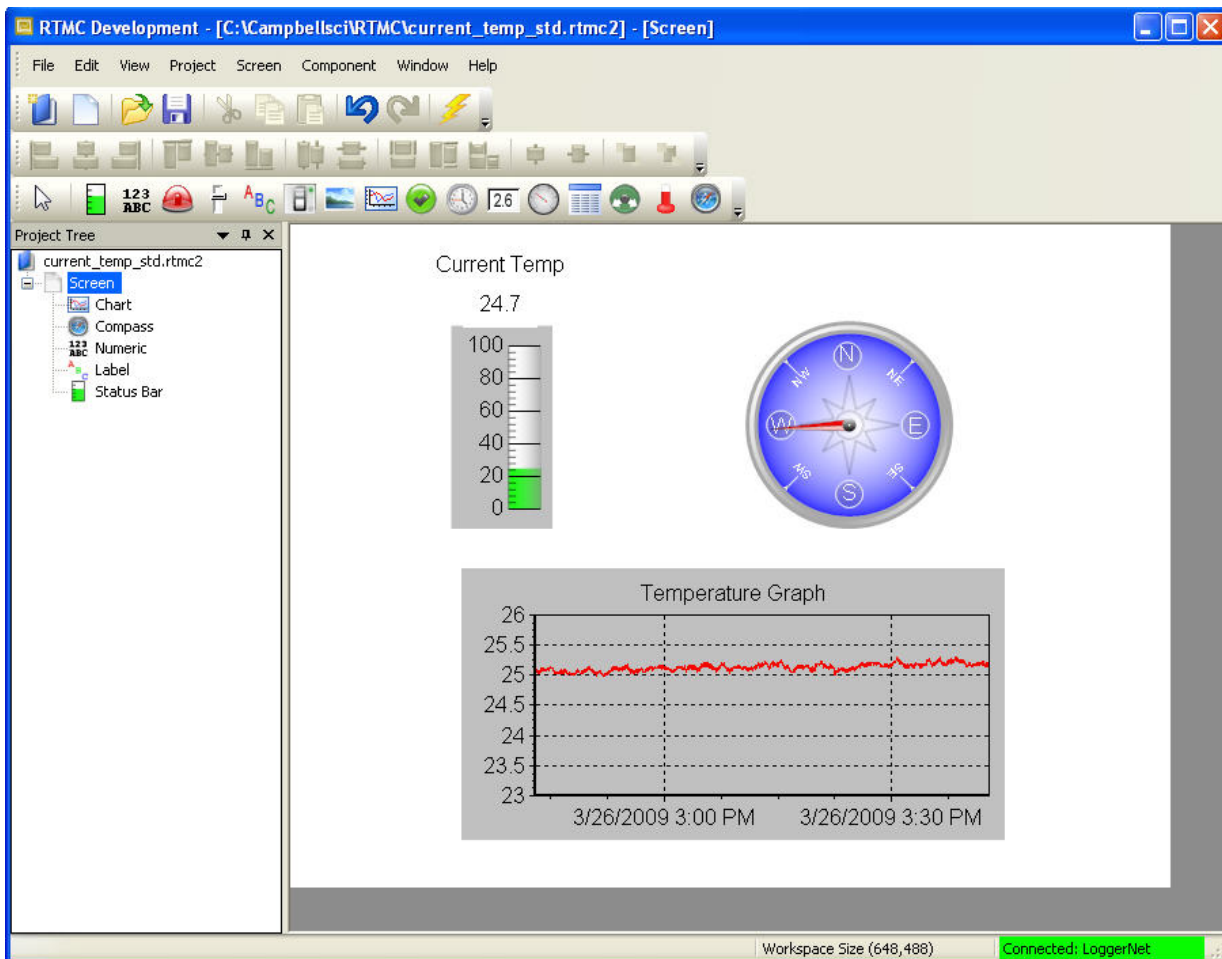 RTMC Development - [C:\Campbellsci\RTMC\current_temp_std.rtmc2] - [Screen]
File Edit View Project Screen Component Window Help
123 ABC
ABC
26
Project Tree
current_temp_std.rtmc2
Screen
Chart
Compass
123 ABC Numeric
ABC Label
Status Bar
Current Temp
24.7
100
80
60
40
20
0
N
NW NE
W E
SW SE
S
Temperature Graph
26
25.5
25
24.5
24
23.5
23
3/26/2009 3:00 PM 3/26/2009 3:30 PM
Workspace Size (648,488) Connected: LoggerNet